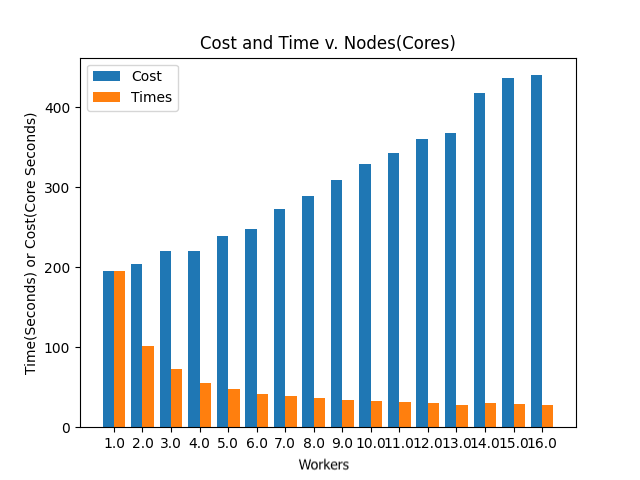 Cost and Time v. Nodes(Cores)
Cost
Times
Time(Seconds) or Cost(Core Seconds)
400
300
200
100
0
1.0 2.0 3.0 4.0 5.0 6.0 7.0 8.0 9.0 10.0 11.0 12.0 13.0 14.0 15.0 16.0
Workers